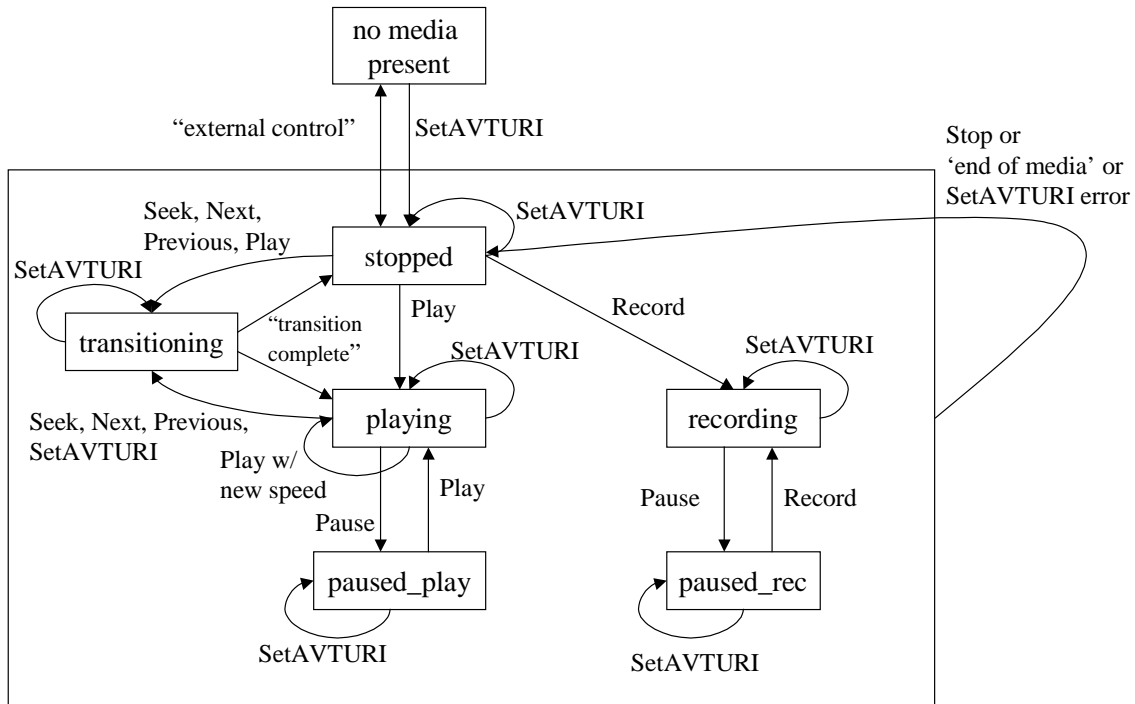 no media
present
“external control”
SetAVTURI
Stop or
‘end of media’ or
SetAVTURI error
Seek, Next,
Previous, Play
SetAVTURI
stopped
SetAVTURI
transitioning
“transition
complete”
Play
Record
SetAVTURI
SetAVTURI
playing
recording
Seek, Next, Previous,
SetAVTURI
Play w/
new speed
Play
Pause
Pause
Record
paused_play
paused_rec
SetAVTURI
SetAVTURI